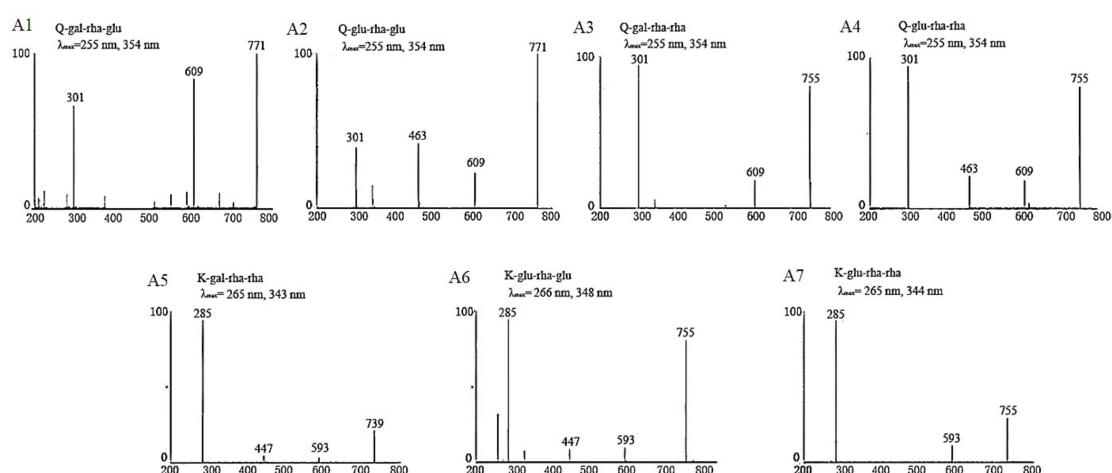 A1
Q-gal-rha-glu
λmax=255 nm, 354 nm
100
771
609
301
0
200 300 400 500 600 700 800
A2
Q-glu-rha-glu
λmax=255 nm, 354 nm
100
771
301
463
609
0
200 300 400 500 600 700 800
A3
Q-gal-rha-rha
λmax=255 nm, 354 nm
100
301
755
609
0
200 300 400 500 600 700 800
A4
Q-glu-rha-rha
λmax=255 nm, 354 nm
100
301
755
463
609
0
200 300 400 500 600 700 800
A5
K-gal-rha-rha
λmax= 265 nm, 343 nm
100
285
739
447
593
0
200 300 400 500 600 700 800
A6
K-glu-rha-glu
λmax= 266 nm, 348 nm
100
285
755
447
593
0
200 300 400 500 600 700 800
A7
K-glu-rha-rha
λmax= 265 nm, 344 nm
100
285
755
593
0
200 300 400 500 600 700 800